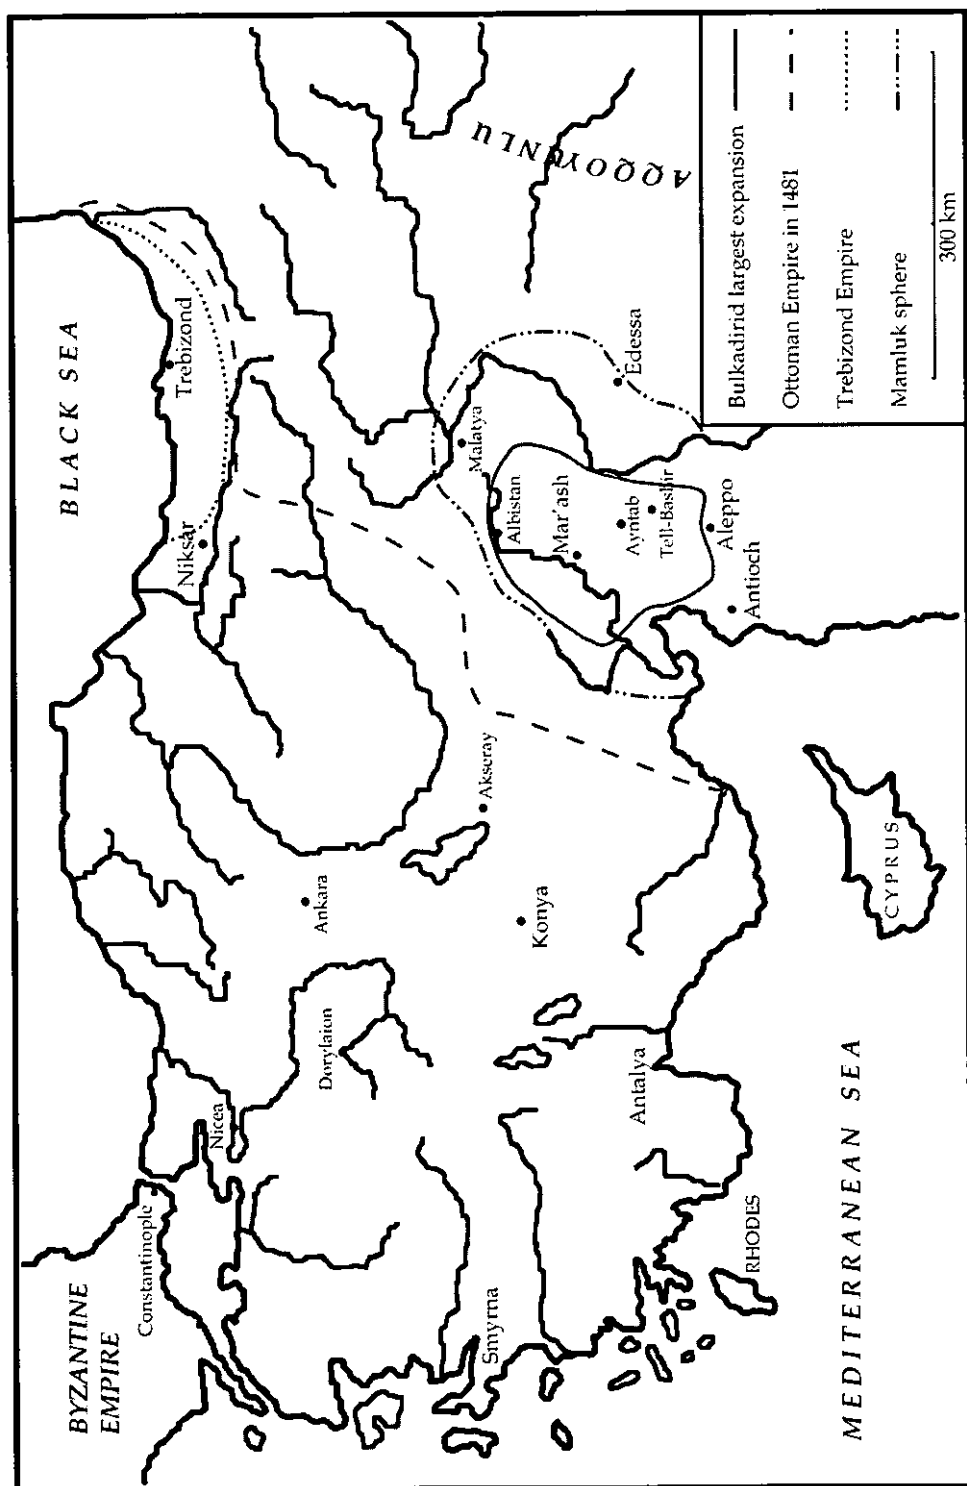 BLACK SEA
BYZANTINE
EMPIRE
Constantinople
Nicea
Niksar
Trebizond
Dorylaion
Ankara
AQQOYUNLU
Akseray
Malatya
Smyrna
Konya
Albistan
Mar'ash
Edessa
Antalya
Ayntab
Tell-Bashir
RHODES
Antioch
Aleppo
CYPRUS
MEDITERRANEAN SEA
Bulkadirid largest expansion
Ottoman Empire in 1481
Trebizond Empire
Mamluk sphere
300 km